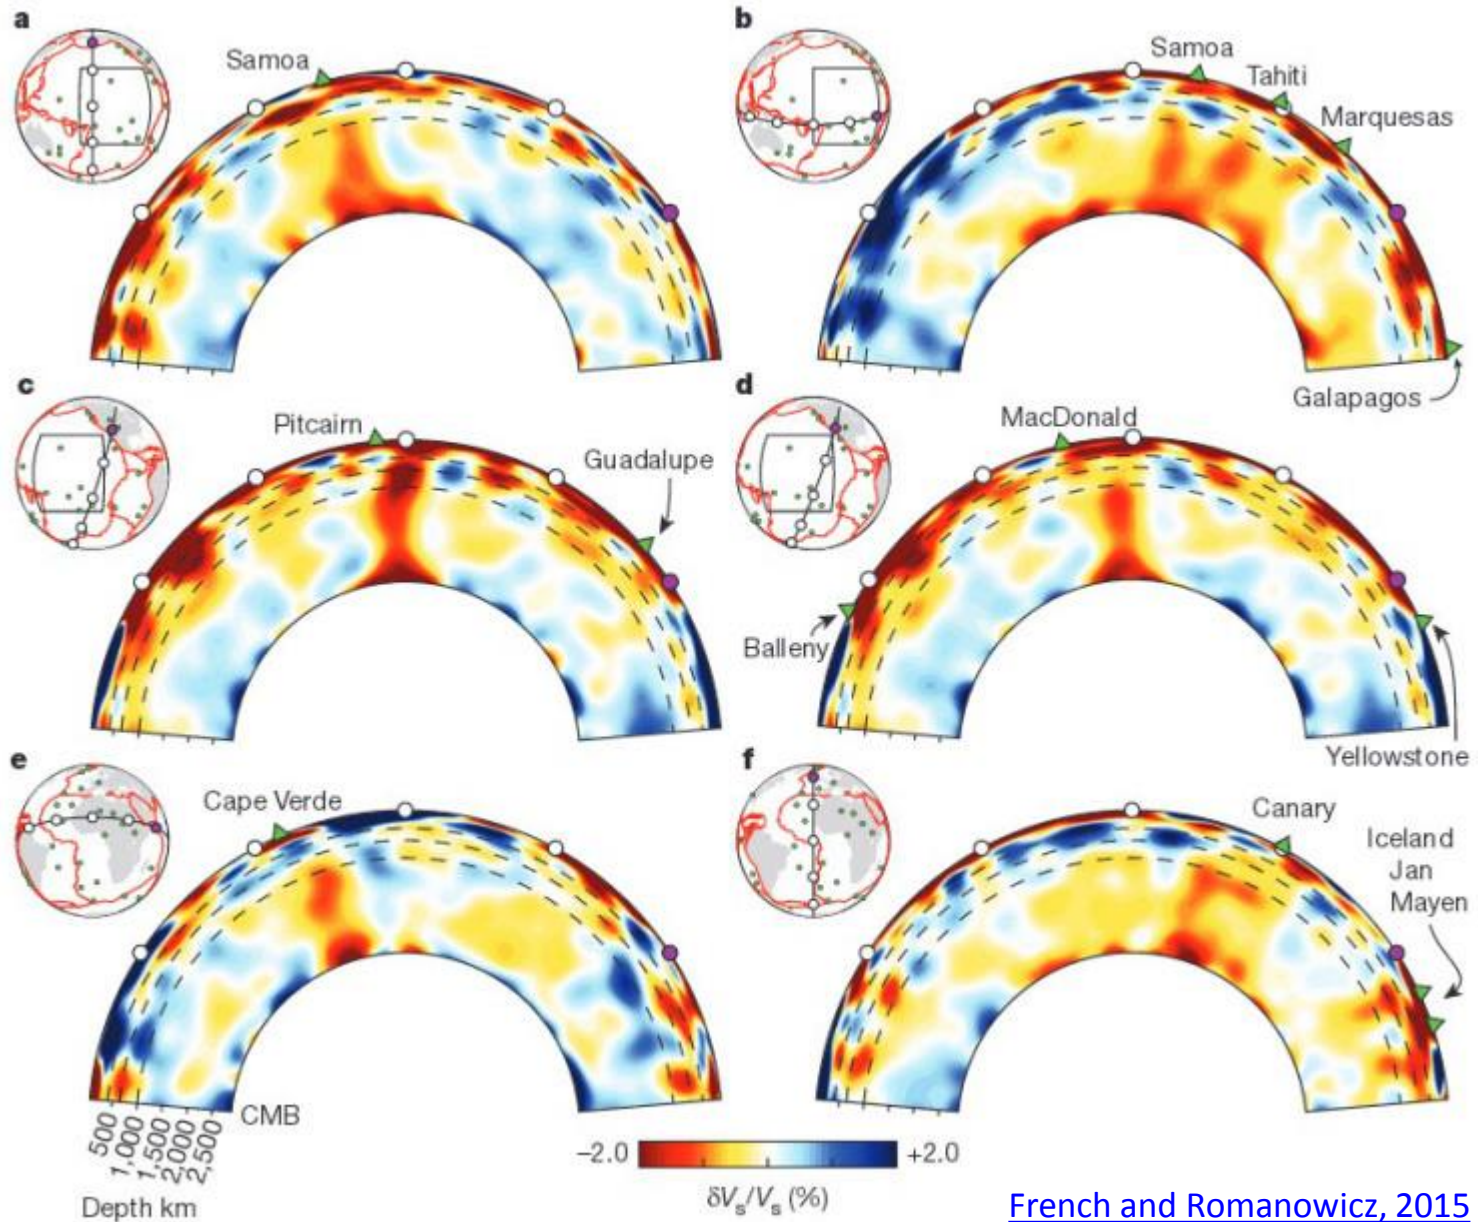 a
Samoa
b
Samoa
Tahiti
Marquesas
Galapagos
c
Pitcairn
Guadalupe
d
MacDonald
Balleny
Yellowstone
e
Cape Verde
f
Canary
Iceland
Jan
Mayen
CMB
500
1,000
1,500
2,000
2,500
Depth km
−2.0
+2.0
δVs/Vs (%)
French and Romanowicz, 2015